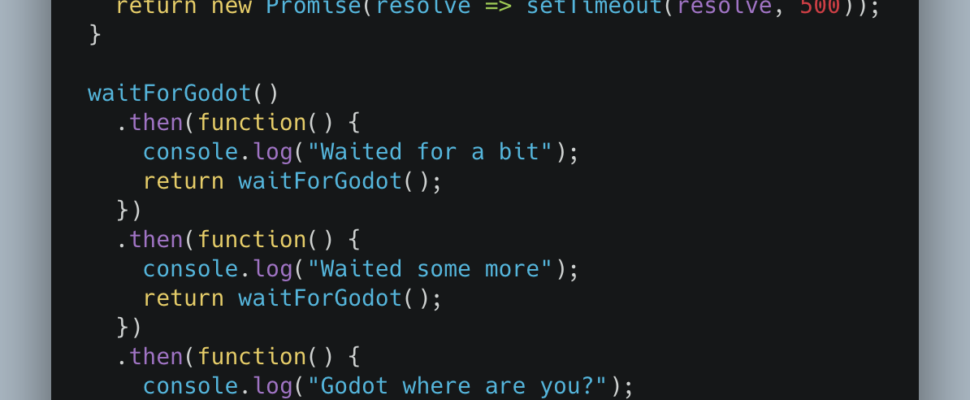 return new Promise(resolve => setTimeout(resolve, 500));
}
waitForGodot()
.then(function() {
console.log("Waited for a bit");
return waitForGodot();
})
.then(function() {
console.log("Waited some more");
return waitForGodot();
})
.then(function() {
console.log("Godot where are you?");